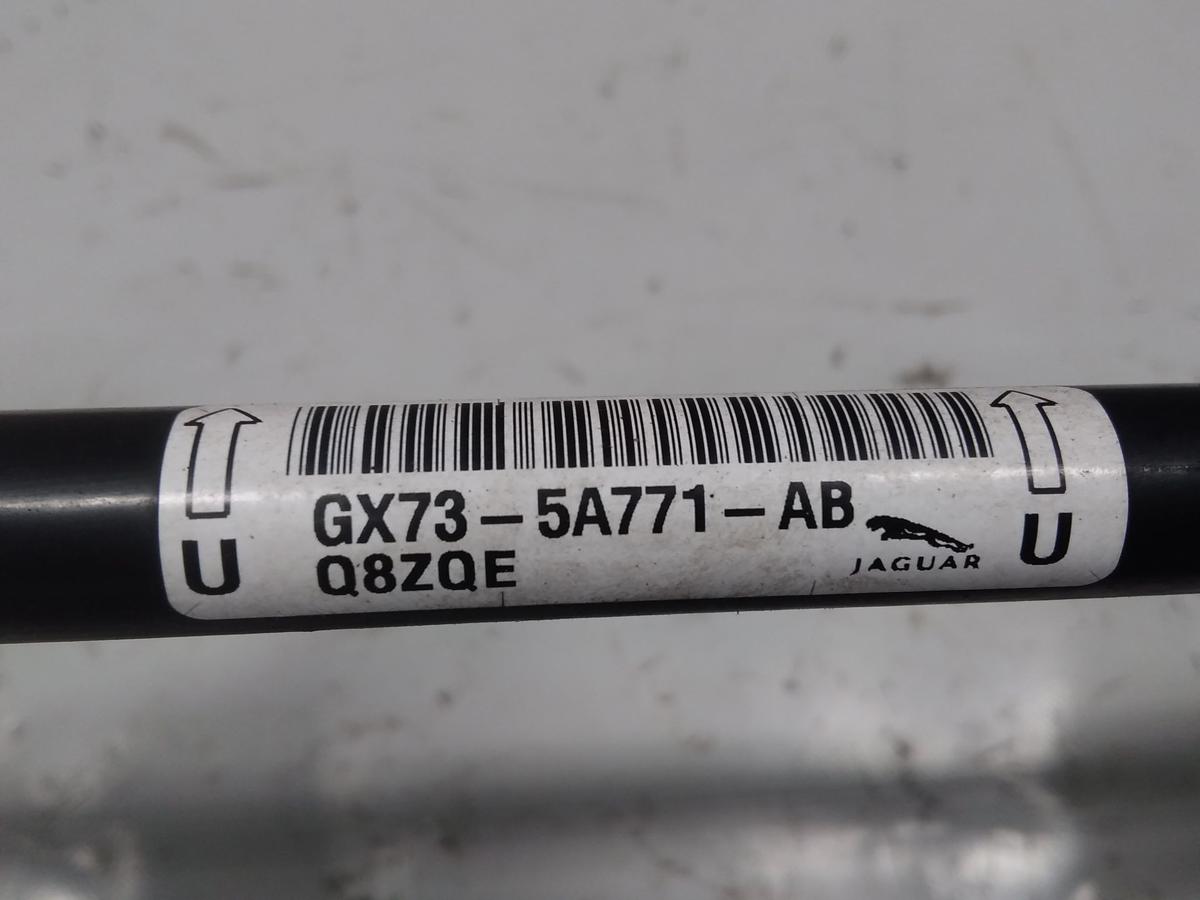 GX73-5A771-AB
Q8ZQE
JAGUAR
U
U